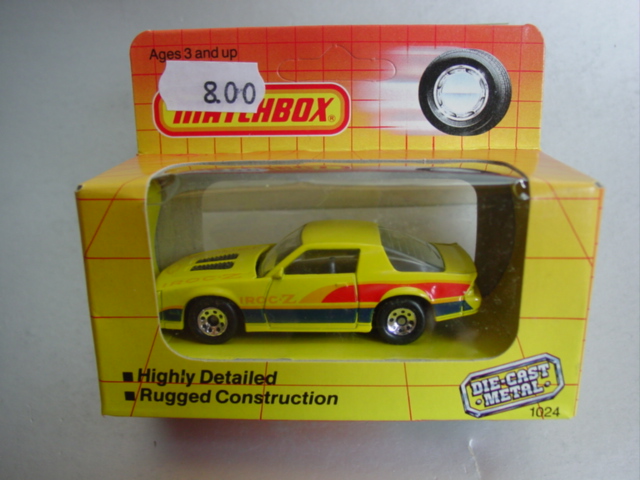 Ages 3 and up
8.00
MATCHBOX®
IROC-Z
Highly Detailed
Rugged Construction
DIE-CAST
METAL
1024